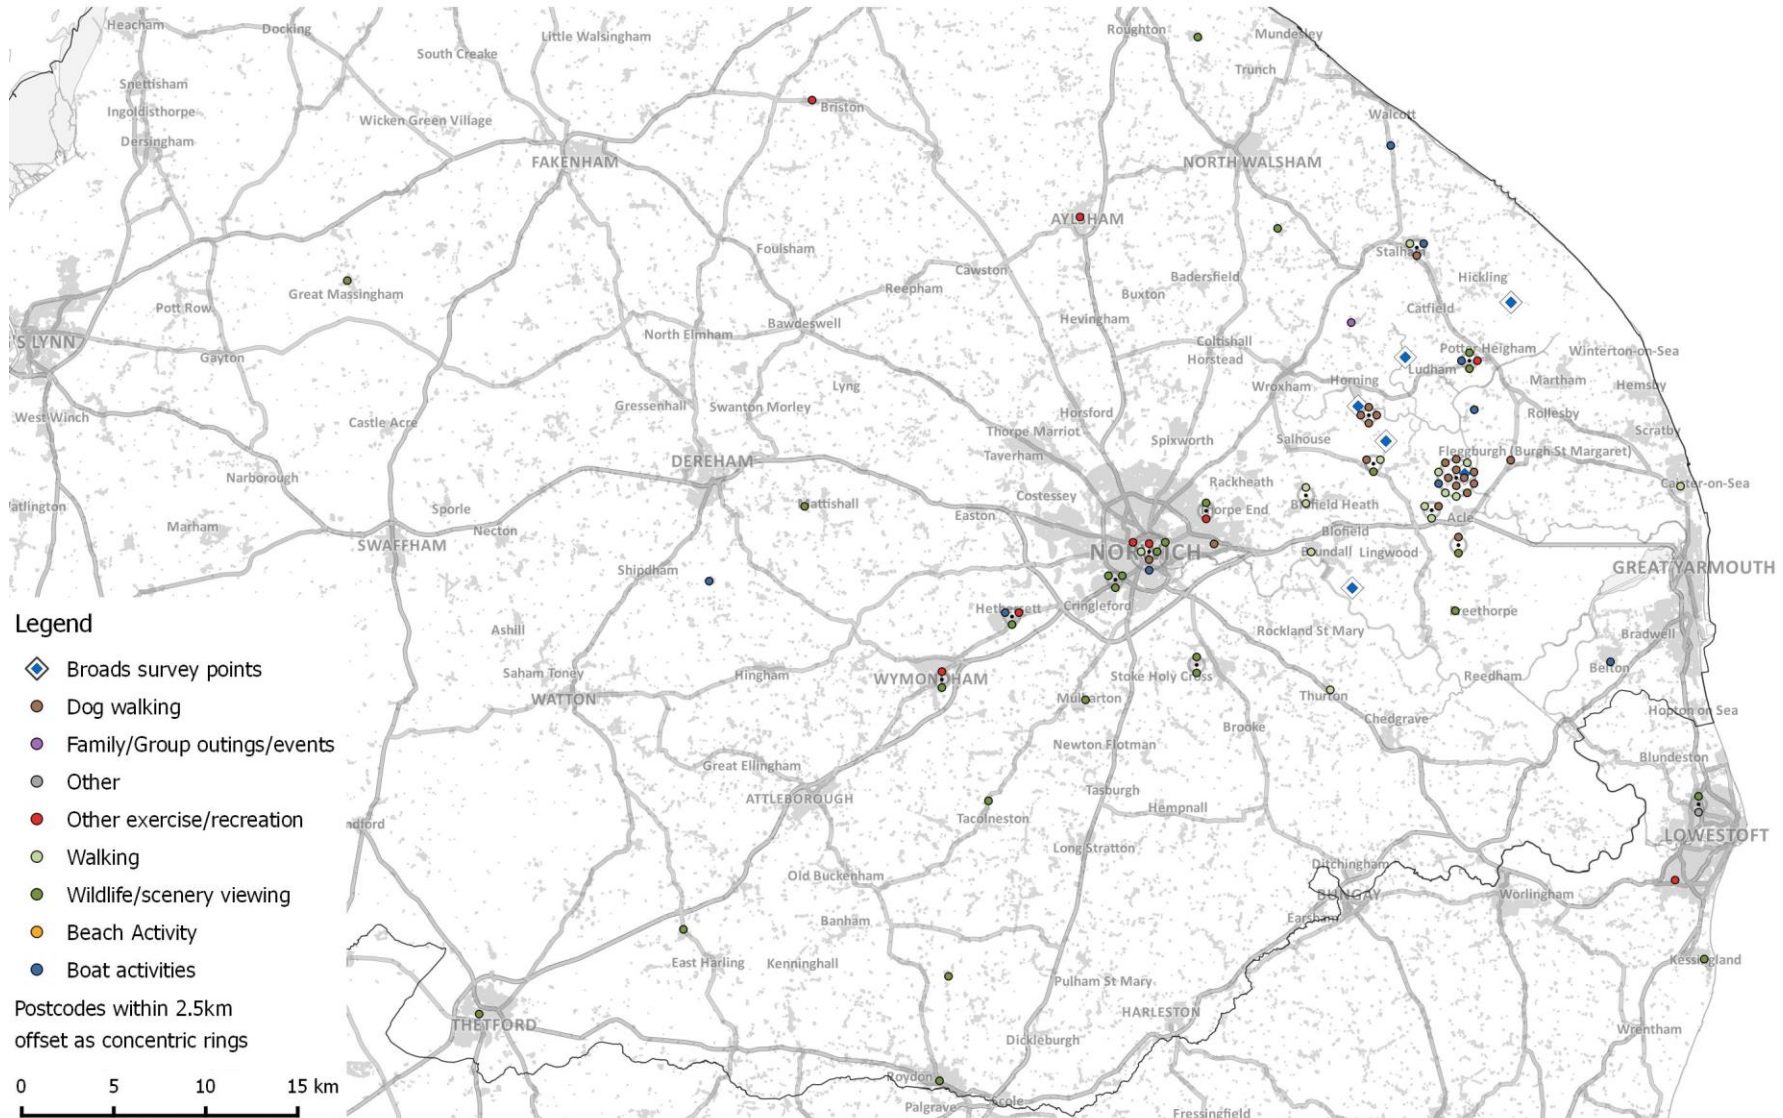 Heacham
Docking
Little Walsingham
Roughton
Mundesley
South Creake
Trunch
Snettisham
Ingoldisthorpe
Briston
Wicken Green Village
Walcott
Dersingham
FAKENHAM
NORTH WALSHAM
AYLSHAM
Foulsham
Stalham
Cawston
Badersfield
Hickling
Great Massingham
Reepham
Buxton
Pott Row
Catfield
Bawdeswell
Hevingham
North Elmham
'S LYNN
Coltishall
Potter Heigham
Winterton-on-Sea
Gayton
Horstead
Ludham
Lyng
Wroxham
Horning
Martham
Hemsby
Gressenhall
Swanton Morley
West Winch
Castle Acre
Horsford
Rollesby
Thorpe Marriot
Spixworth
Salhouse
Scratby
Taverham
Fleggburgh (Burgh St Margaret)
DEREHAM
Narborough
Rackheath
Caister-on-Sea
Costessey
Mattishall
Thorpe End
Blofield Heath
Sporle
Easton
Acle
Marham
Necton
Blofield
SWAFFHAM
NORWICH
Brundall
Lingwood
GREAT YARMOUTH
Shipdham
Hethersett
Cringleford
Freethorpe
Ashill
Rockland St Mary
Bradwell
Saham Toney
Hingham
WYMONDHAM
Stoke Holy Cross
Reedham
Belton
WATTON
Mulbarton
Thurton
Hopton on Sea
Chedgrave
Brooke
Newton Flotman
Great Ellingham
Blundeston
Tasburgh
ATTLEBOROUGH
Hempnall
Tacolneston
LOWESTOFT
Long Stratton
Ditchingham
Old Buckenham
BUNGAY
Worlingham
Banham
Earsham
East Harling
Kenninghall
Kessingland
Pulham St Mary
HARLESTON
THETFORD
Wrentham
Dickleburgh
Roydon
Scole
Palgrave
Fressingfield
Legend
Broads survey points
Dog walking
Family/Group outings/events
Other
Other exercise/recreation
Walking
Wildlife/scenery viewing
Beach Activity
Boat activities
Postcodes within 2.5km
offset as concentric rings
0 5 10 15 km